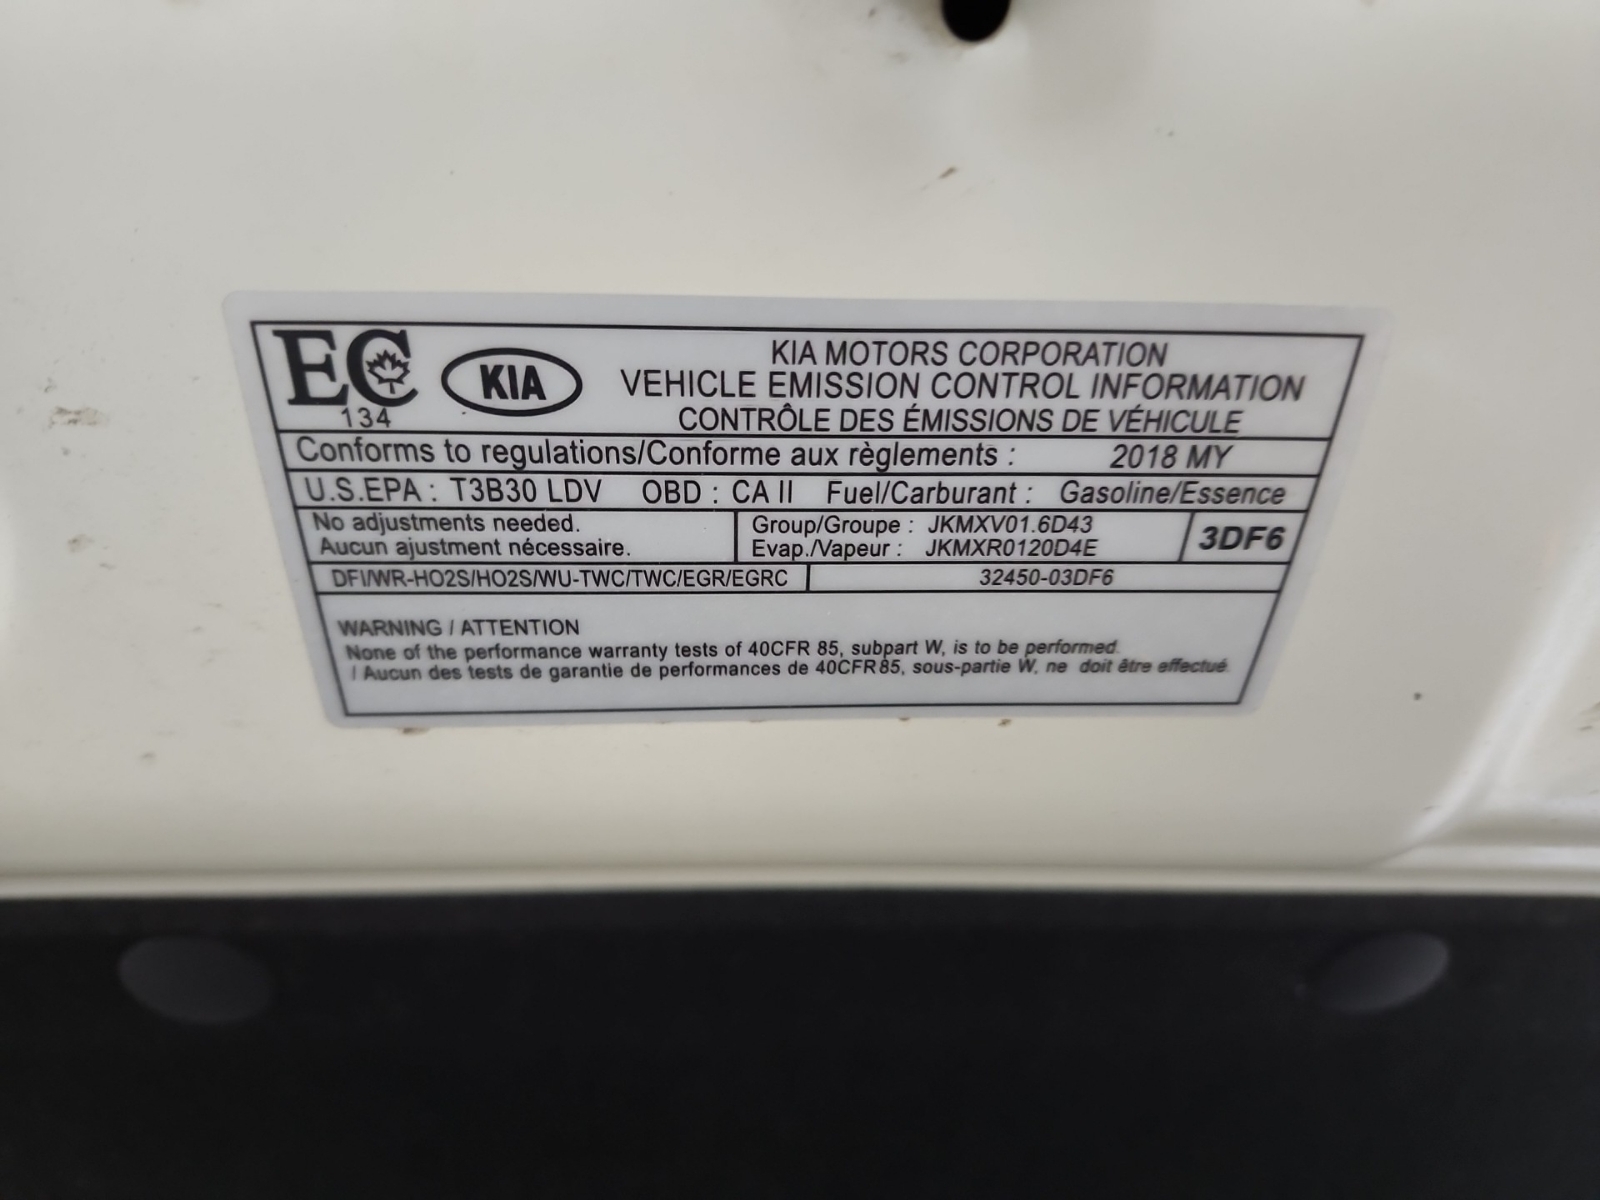 EC
134
KIA
KIA MOTORS CORPORATION
VEHICLE EMISSION CONTROL INFORMATION
CONTRÔLE DES ÉMISSIONS DE VÉHICULE
Conforms to regulations/Conforme aux règlements : 2018 MY
U.S.EPA : T3B30 LDV OBD : CA II Fuel/Carburant : Gasoline/Essence
No adjustments needed.
Aucun ajustment nécessaire.
Group/Groupe : JKMXV01.6D43
Evap./Vapeur : JKMXR0120D4E
3DF6
DFI/WR-HO2S/HO2S/WU-TWC/TWC/EGR/EGRC 32450-03DF6
WARNING / ATTENTION
None of the performance warranty tests of 40CFR 85, subpart W, is to be performed.
/ Aucun des tests de garantie de performances de 40CFR85, sous-partie W, ne doit être effectué.